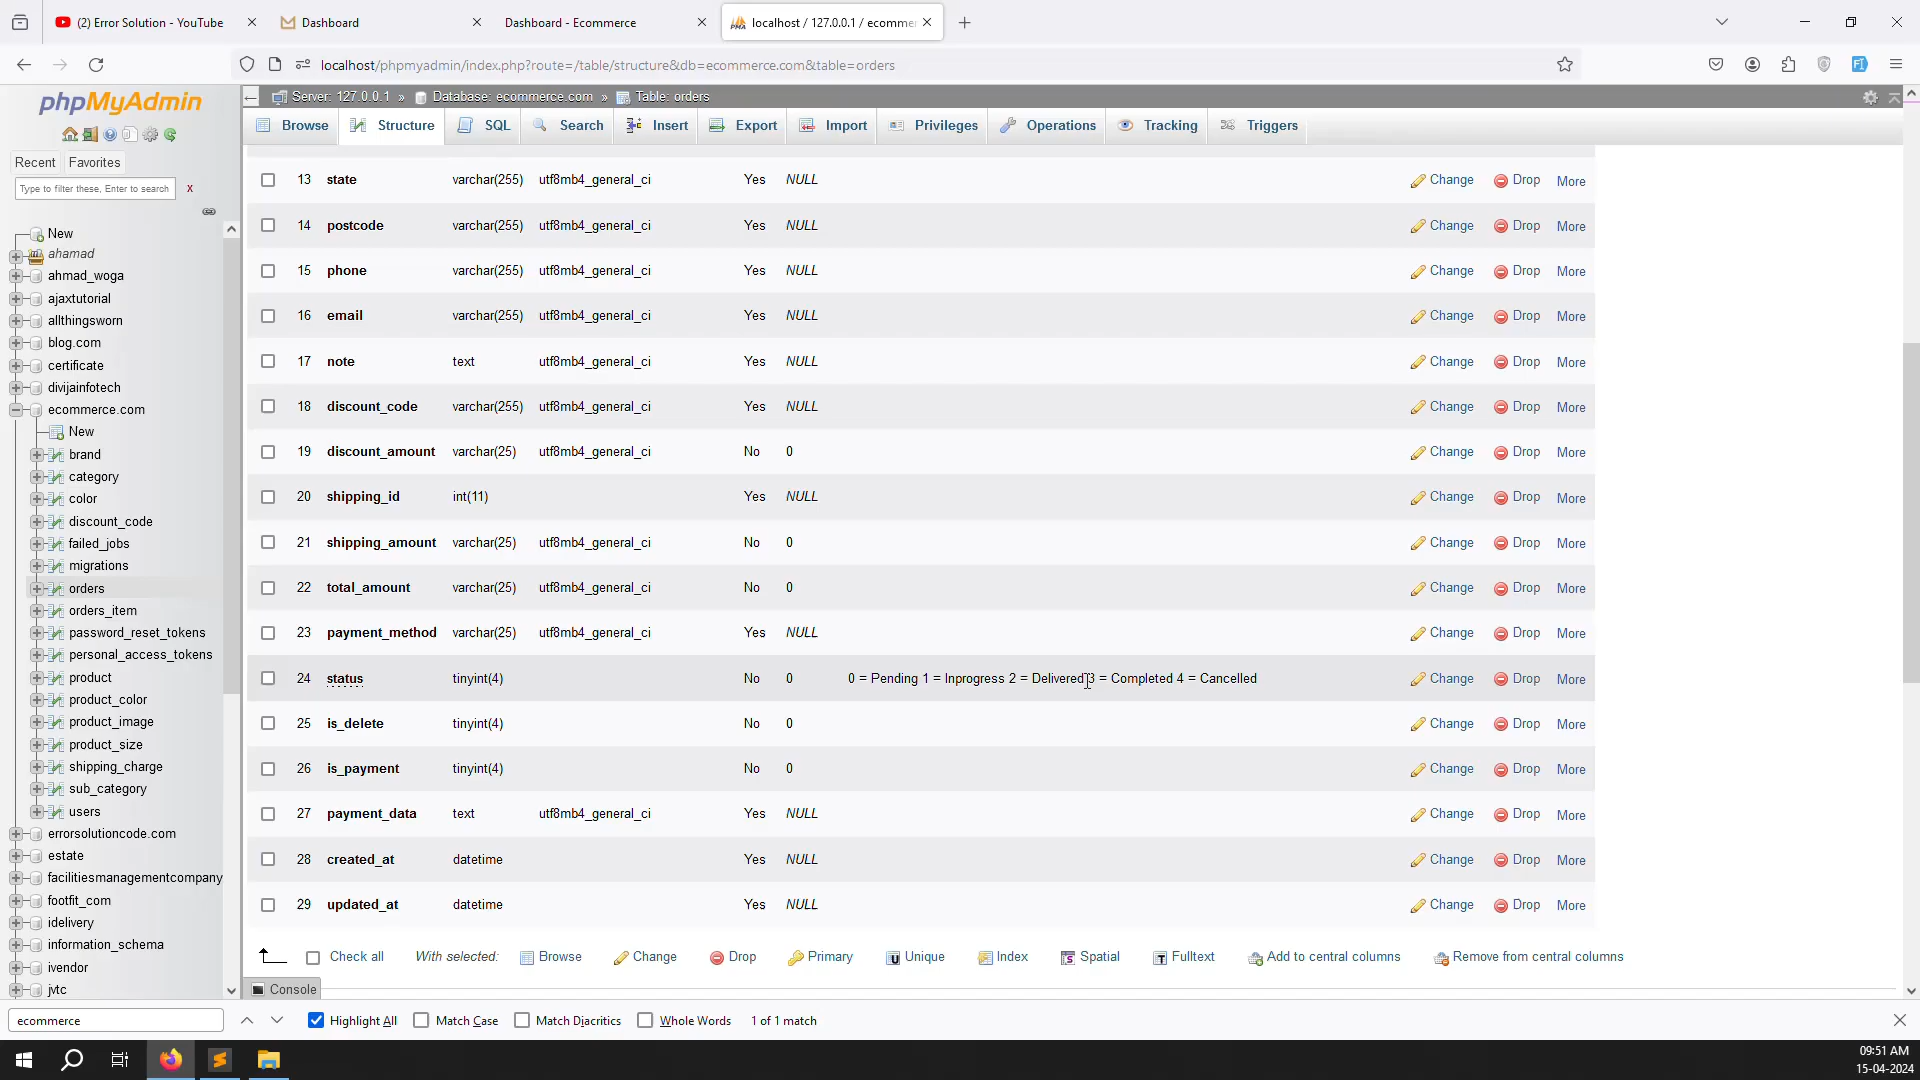 (2) Error Solution - YouTube
Dashboard
Dashboard - Ecommerce
localhost / 127.0.0.1 / ecomme
localhost/phpmyadmin/index.php?route=/table/structure&db=ecommerce.com&table=orders
phpMyAdmin
Server: 127.0.0.1 » Database: ecommerce.com » Table: orders
Browse Structure SQL Search Insert Export Import Privileges Operations Tracking Triggers
Recent Favorites
Type to filter these, Enter to search X
New
ahamad
ahmad_woga
ajaxtutorial
allthingsworn
blog.com
certificate
divijainfotech
ecommerce.com
New
brand
category
color
discount_code
failed_jobs
migrations
orders
orders_item
password_reset_tokens
personal_access_tokens
product
product_color
product_image
product_size
shipping_charge
sub_category
users
errorsolutioncode.com
estate
facilitiesmanagementcompany
footfit_com
idelivery
information_schema
ivendor
jvtc
13 state varchar(255) utf8mb4_general_ci Yes NULL Change Drop More
14 postcode varchar(255) utf8mb4_general_ci Yes NULL Change Drop More
15 phone varchar(255) utf8mb4_general_ci Yes NULL Change Drop More
16 email varchar(255) utf8mb4_general_ci Yes NULL Change Drop More
17 note text utf8mb4_general_ci Yes NULL Change Drop More
18 discount_code varchar(255) utf8mb4_general_ci Yes NULL Change Drop More
19 discount_amount varchar(25) utf8mb4_general_ci No 0 Change Drop More
20 shipping_id int(11) Yes NULL Change Drop More
21 shipping_amount varchar(25) utf8mb4_general_ci No 0 Change Drop More
22 total_amount varchar(25) utf8mb4_general_ci No 0 Change Drop More
23 payment_method varchar(25) utf8mb4_general_ci Yes NULL Change Drop More
24 status tinyint(4) No 0 0 = Pending 1 = Inprogress 2 = Delivered 3 = Completed 4 = Cancelled Change Drop More
25 is_delete tinyint(4) No 0 Change Drop More
26 is_payment tinyint(4) No 0 Change Drop More
27 payment_data text utf8mb4_general_ci Yes NULL Change Drop More
28 created_at datetime Yes NULL Change Drop More
29 updated_at datetime Yes NULL Change Drop More
Check all With selected: Browse Change Drop Primary Unique Index Spatial Fulltext Add to central columns Remove from central columns
Console
ecommerce Highlight All Match Case Match Diacritics Whole Words 1 of 1 match
09:51 AM
15-04-2024